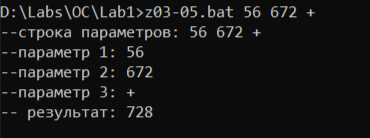 D:\Labs\OC\Lab1>z03-05.bat 56 672 +
--строка параметров: 56 672 +
--параметр 1: 56
--параметр 2: 672
--параметр 3: +
-- результат: 728